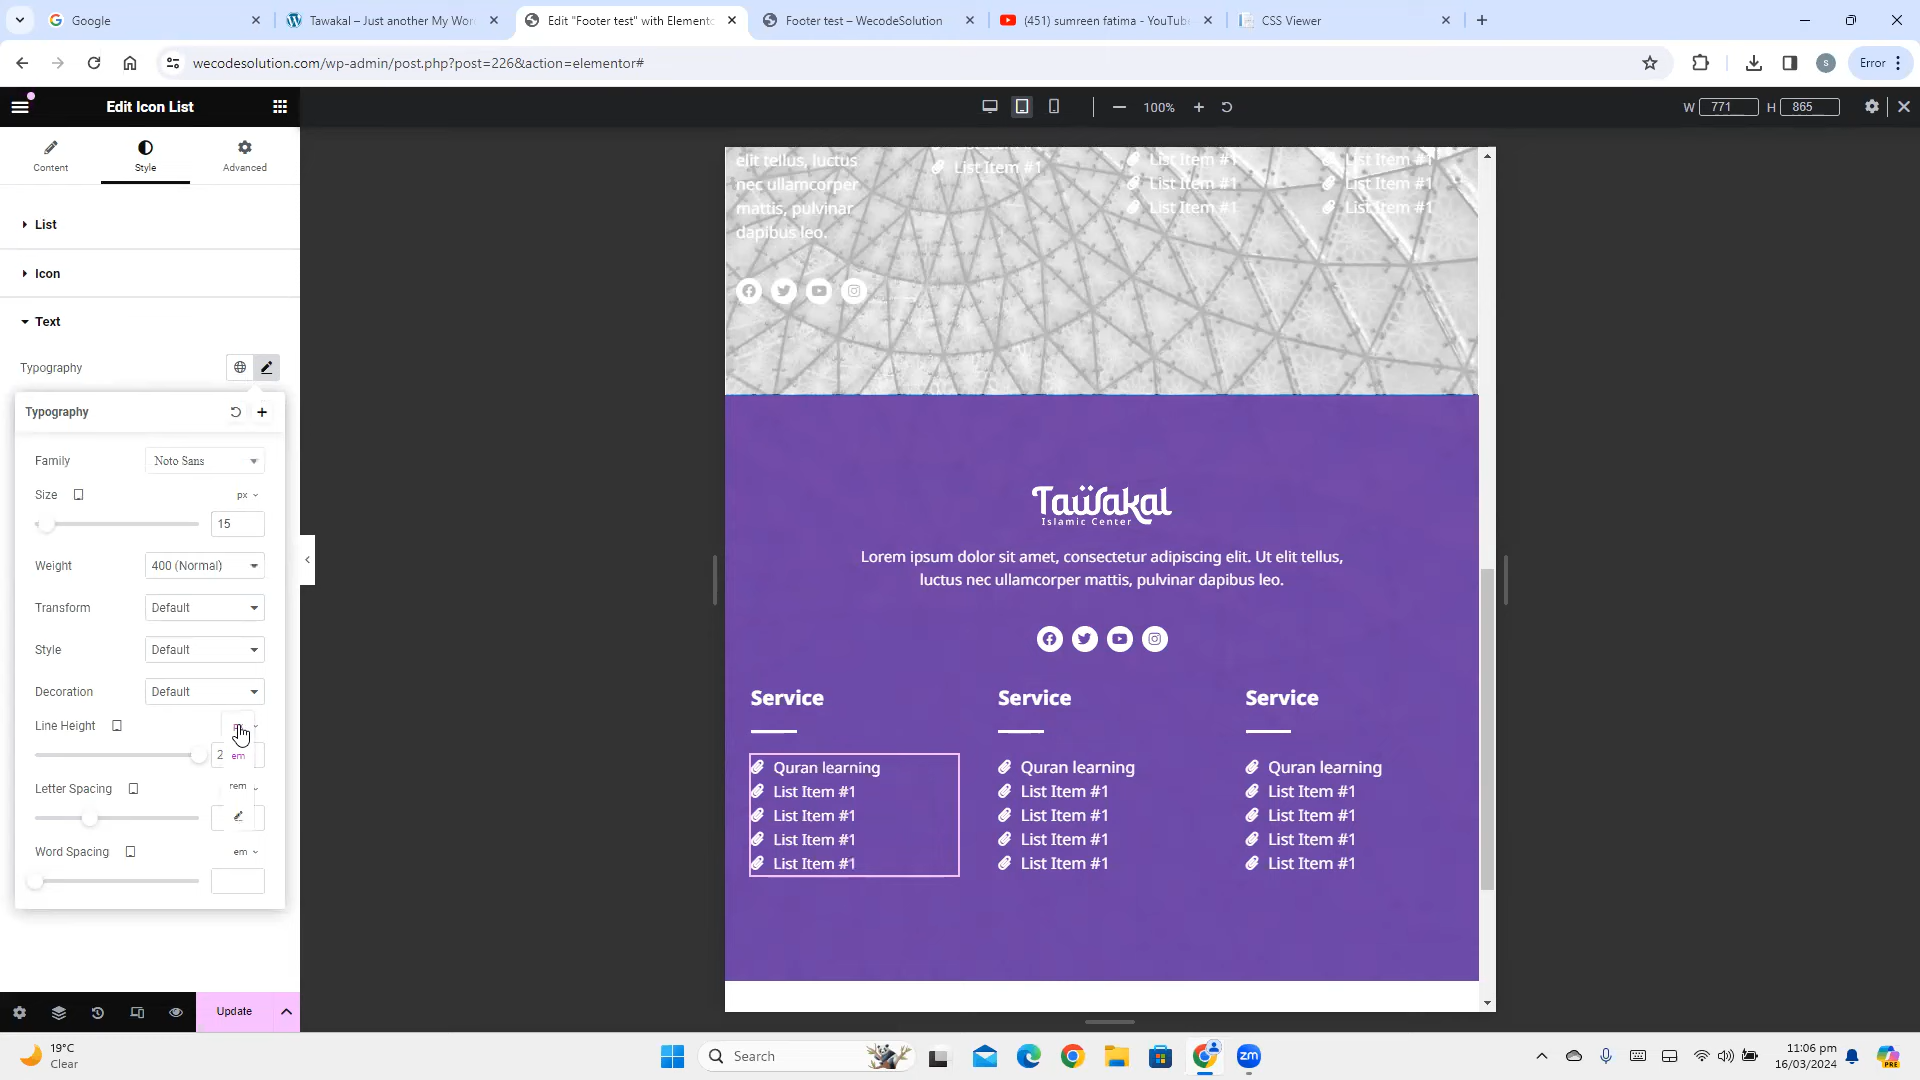 Google
Tawakal – Just another My Wor
Edit "Footer test" with Elemento
Footer test – WecodeSolution
(451) sumreen fatima - YouTube
CSS Viewer
wecodesolution.com/wp-admin/post.php?post=226&action=elementor#
S
Error
Edit Icon List
100%
W 771 H 865
Content
Style
Advanced
List
Icon
Text
Typography
Typography
Family
Noto Sans
Size
px
15
Weight
400 (Normal)
Transform
Default
Style
Default
Decoration
Default
Line Height
px
2
em
Letter Spacing
rem
Word Spacing
em
Update
elit tellus, luctus
nec ullamcorper
mattis, pulvinar
dapibus leo.
List Item #1
List Item #1
List Item #1
List Item #1
List Item #1
List Item #1
List Item #1
Tawakal
Islamic Center
Lorem ipsum dolor sit amet, consectetur adipiscing elit. Ut elit tellus,
luctus nec ullamcorper mattis, pulvinar dapibus leo.
Service
Quran learning
List Item #1
List Item #1
List Item #1
List Item #1
Service
Quran learning
List Item #1
List Item #1
List Item #1
List Item #1
Service
Quran learning
List Item #1
List Item #1
List Item #1
List Item #1
19°C
Clear
Search
zm
11:06 pm
16/03/2024
PRE